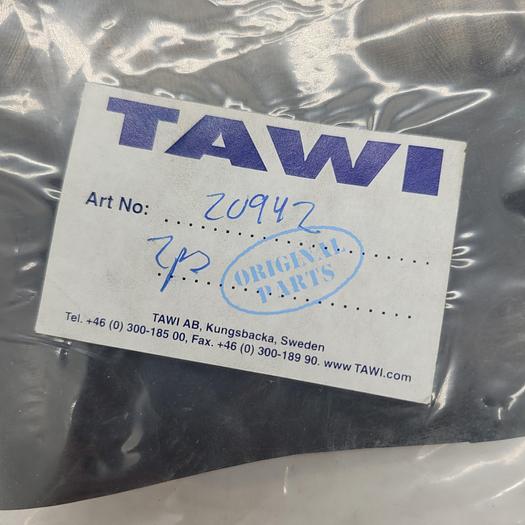 TAWI
Art No: 20942
2ps
ORIGINAL
PARTS
TAWI AB, Kungsbacka, Sweden
Tel. +46 (0) 300-185 00, Fax. +46 (0) 300-189 90. www.TAWI.com